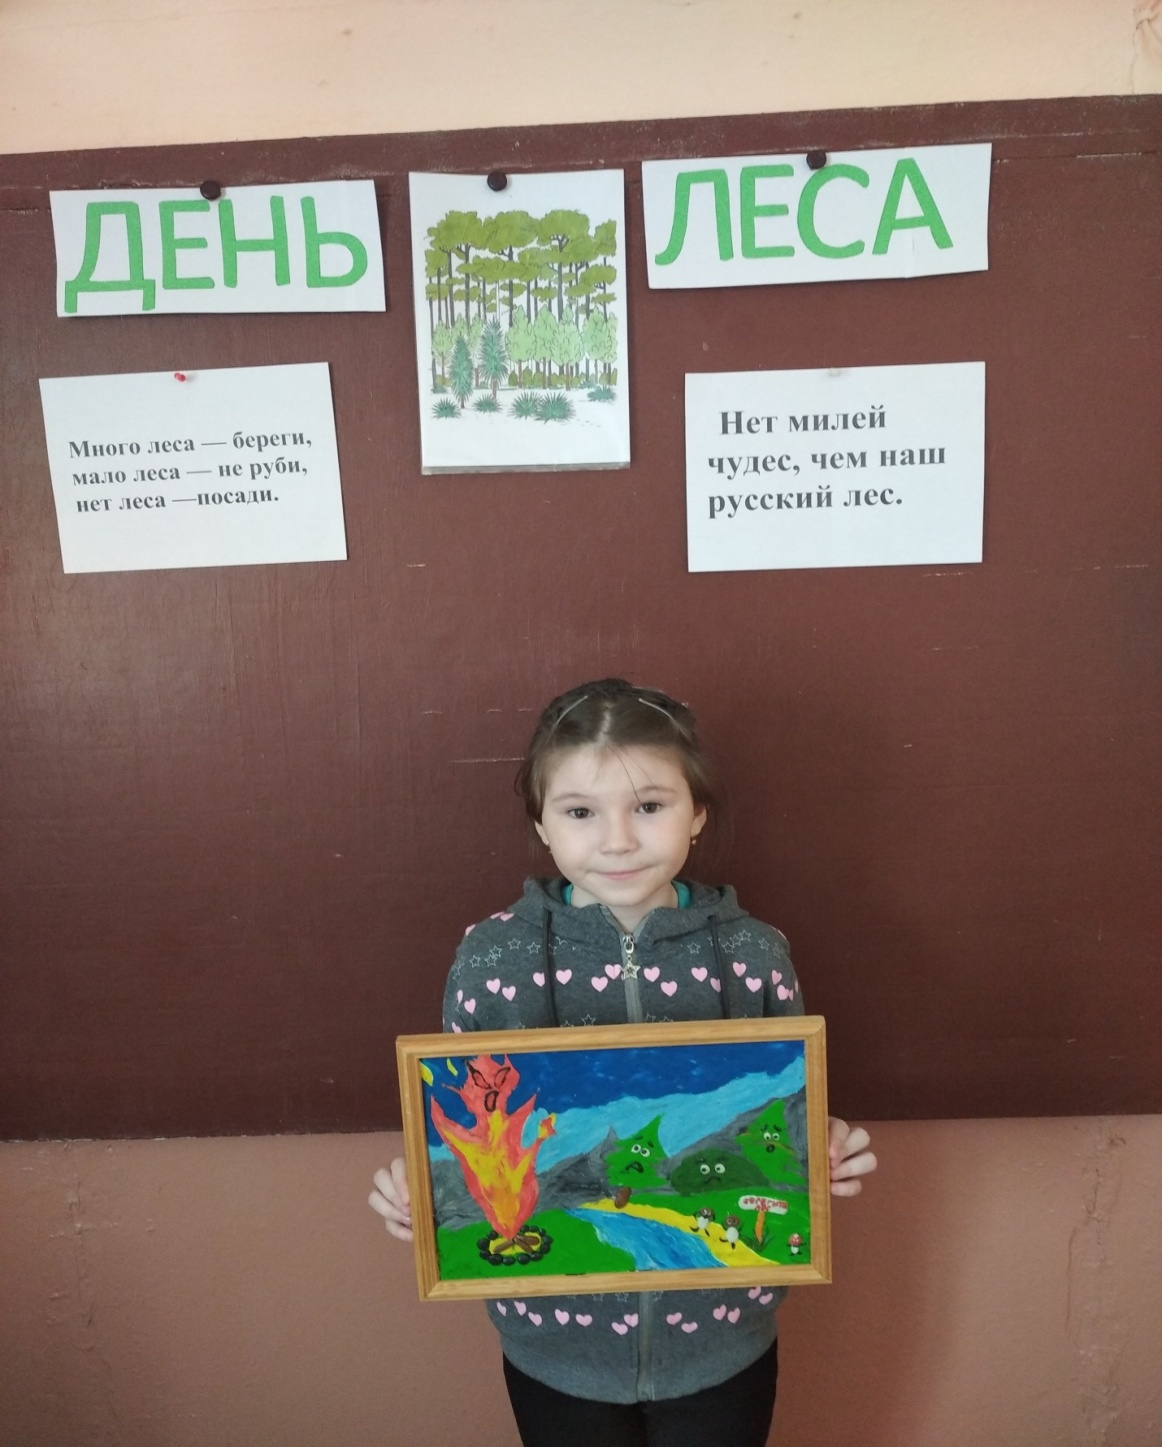 ДЕНЬ ЛЕСА
Много леса — береги,
мало леса — не руби,
нет леса —посади.
Нет милей
чудес, чем наш
русский лес.